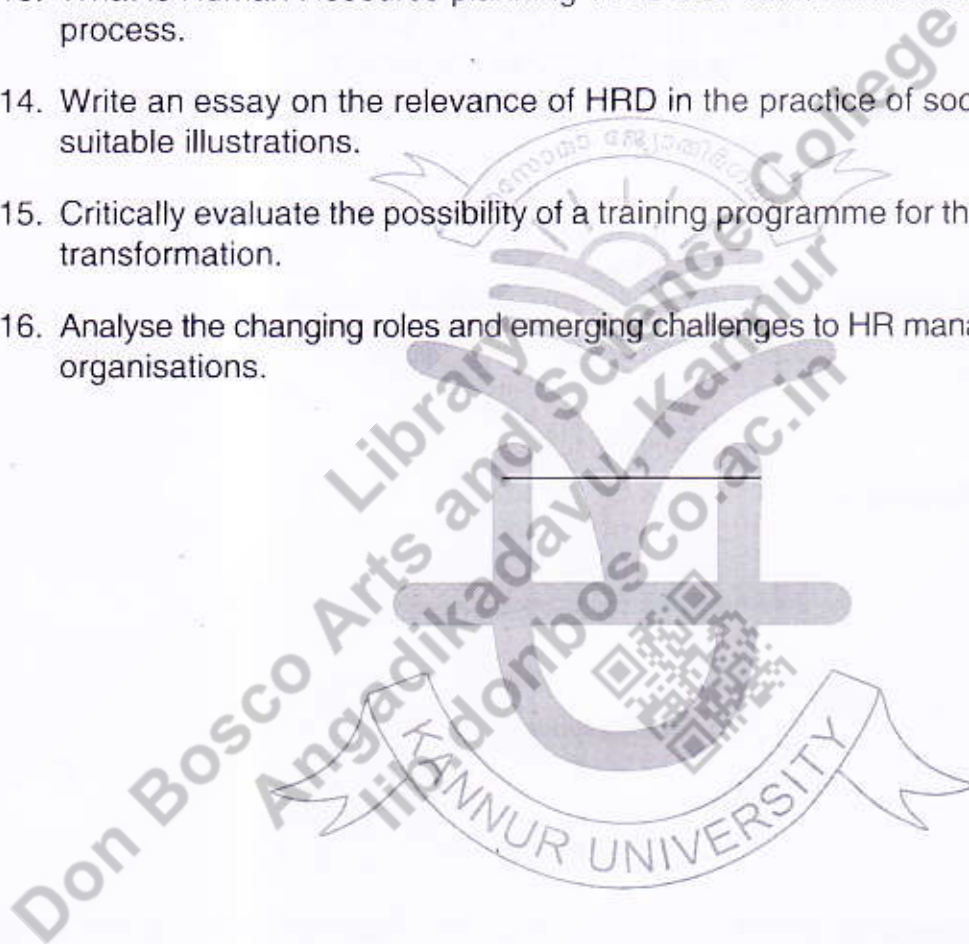 process.
14. Write an essay on the relevance of HRD in the practice of soc
suitable illustrations.
15. Critically evaluate the possibility of a training programme for th
transformation.
16. Analyse the changing roles and emerging challenges to HR mana
organisations.
Library
Don Bosco Arts and Science College
Angadikadavu, Kannur
lib.donbosco.ac.in
KANNUR UNIVERSITY